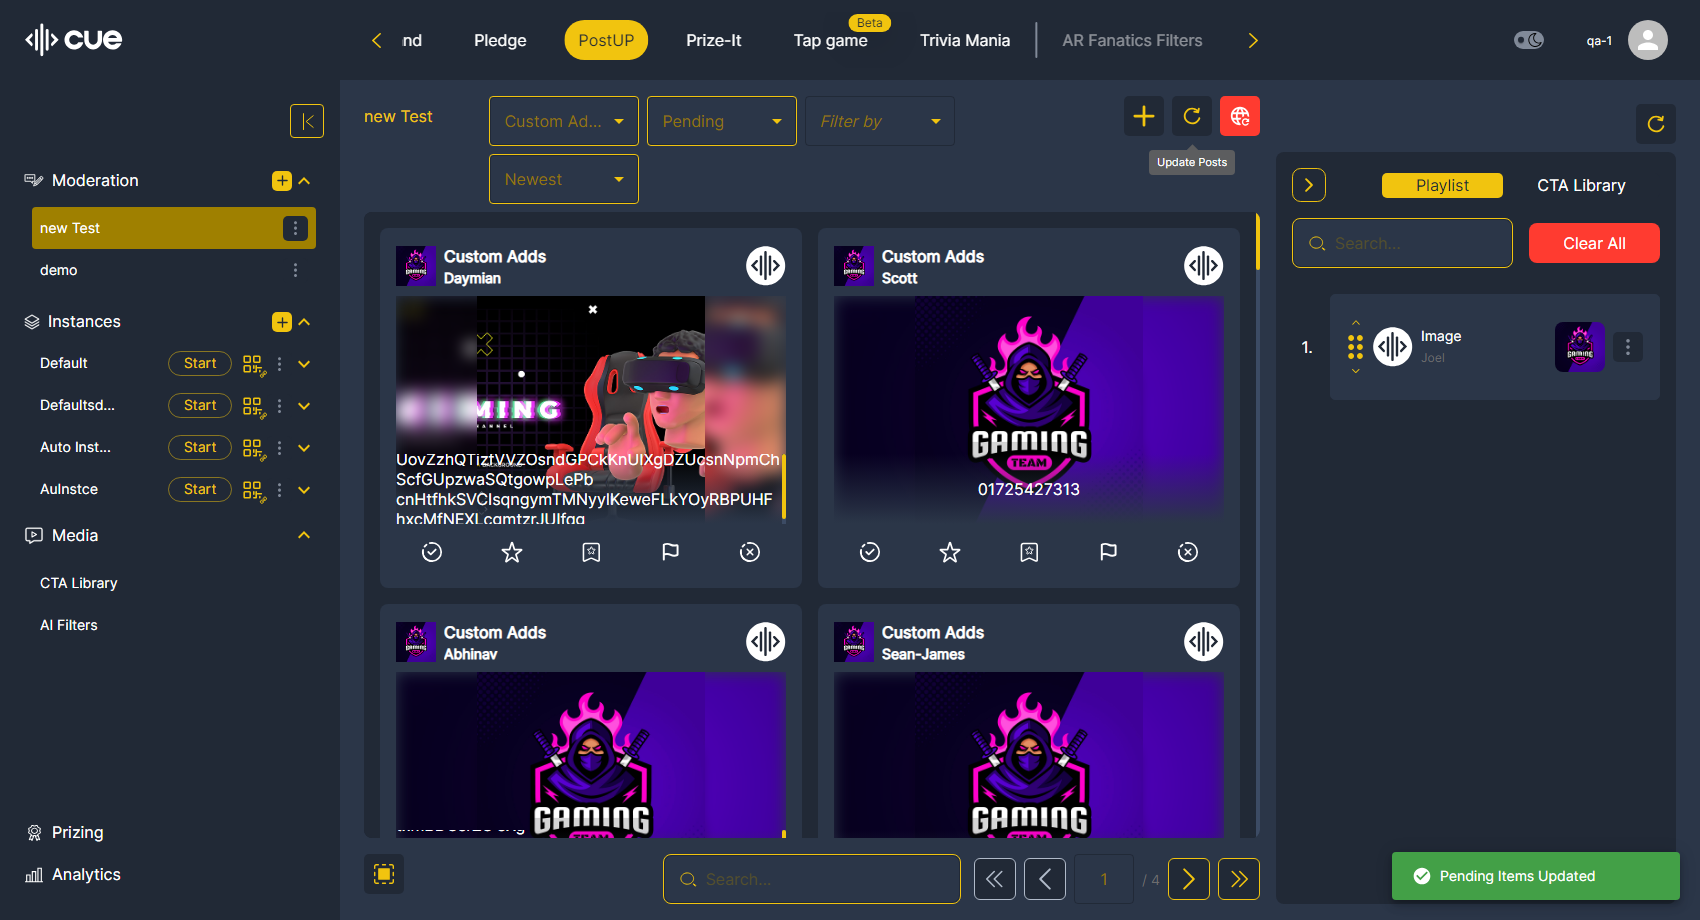 cue
nd
Pledge
PostUP
Prize-It
Beta
Tap game
Trivia Mania
AR Fanatics Filters
qa-1
Moderation
new Test
demo
Instances
Default
Start
Defaultsd...
Start
Auto Inst...
Start
AuInstce
Start
Media
CTA Library
AI Filters
Prizing
Analytics
new Test
Custom Ad...
Pending
Filter by
Newest
Update Posts
Custom Adds
Daymian
MING
ScfGUpzwaSQtgowpLePb
cnHtfhkSVCIsqngymTMNyylKeweFLkYOyRBPUHF
Custom Adds
Scott
GAMING
TEAM
01725427313
Custom Adds
Abhinav
GAMING
Custom Adds
Sean-James
GAMING
Search...
1
/ 4
Playlist
CTA Library
Search...
Clear All
1.
Image
Joel
Pending Items Updated